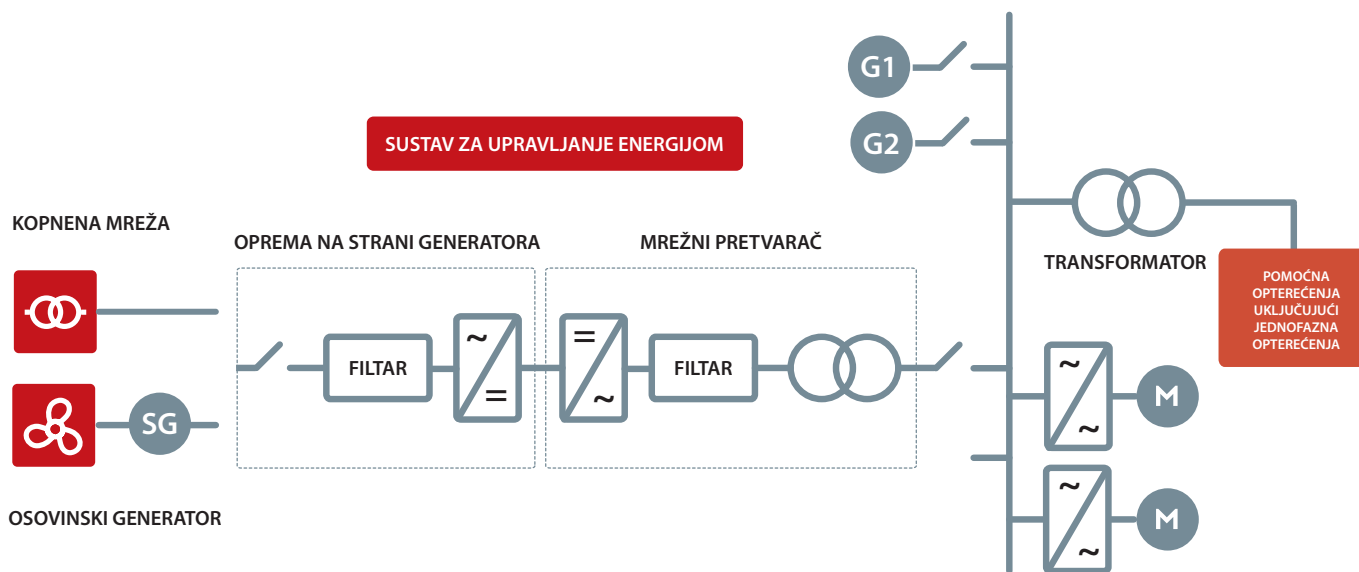 G1
SUSTAV ZA UPRAVLJANJE ENERGIJOM
G2
KOPNENA MREŽA
OPREMA NA STRANI GENERATORA
MREŽNI PRETVARAČ
TRANSFORMATOR
POMOĆNA
OPTEREĆENJA
UKLJUČUJUĆI
JEDNOFAZNA
OPTEREĆENJA
FILTAR
~
=
=
~
FILTAR
~
~
M
SG
OSOVINSKI GENERATOR
~
~
M